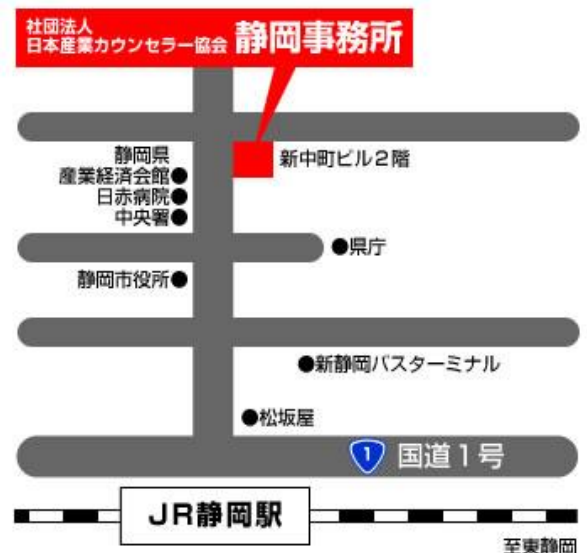 社団法人
日本産業カウンセラー協会 静岡事務所
静岡県
産業経済会館●
新中町ビル2階
日赤病院●
中央署●
●県庁
静岡市役所●
●新静岡バスターミナル
●松坂屋
1 国道1号
JR静岡駅
至東静岡